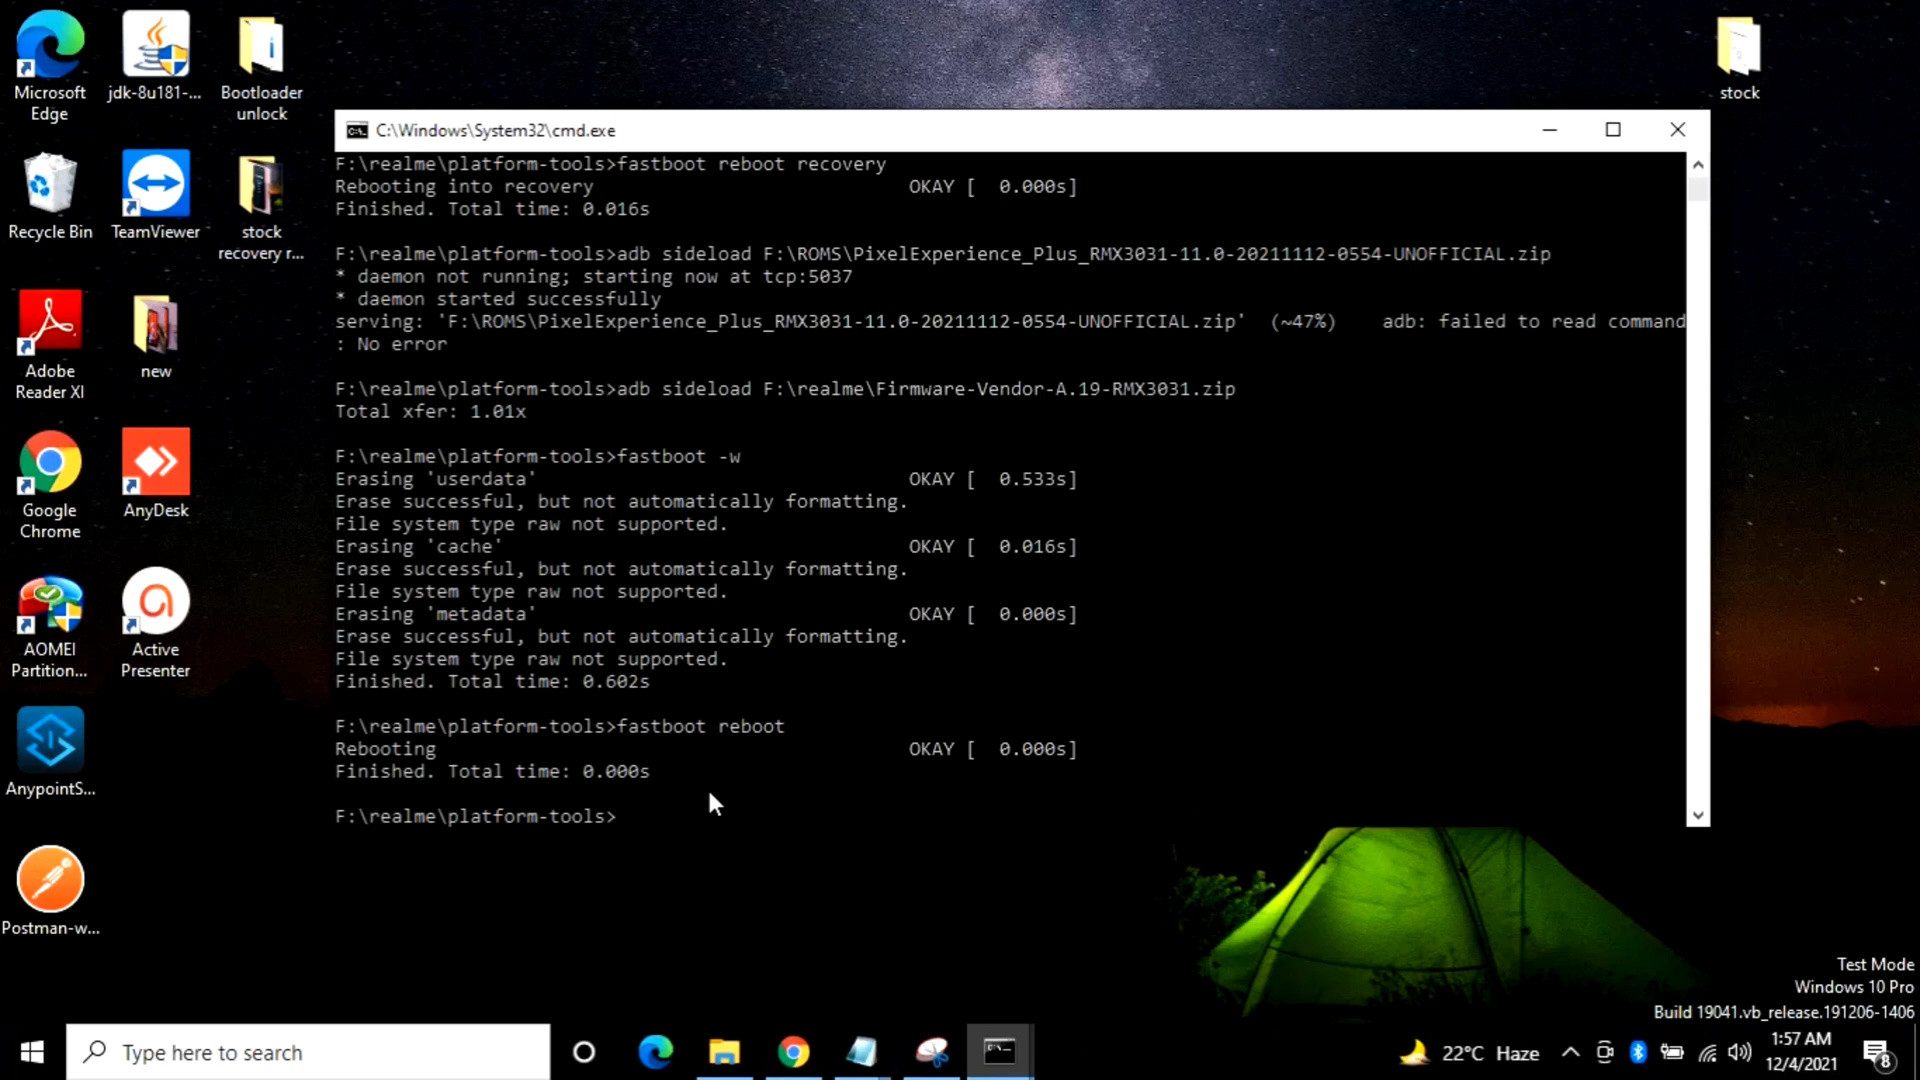 Microsoft Edge
jdk-8u181-...
Bootloader unlock
stock
Recycle Bin
TeamViewer
stock recovery r...
Adobe Reader XI
new
Google Chrome
AnyDesk
AOMEI Partition...
Active Presenter
AnypointS...
Postman-w...
C:\Windows\System32\cmd.exe
F:\realme\platform-tools>fastboot reboot recovery
Rebooting into recovery OKAY [ 0.000s]
Finished. Total time: 0.016s
F:\realme\platform-tools>adb sideload F:\ROMS\PixelExperience_Plus_RMX3031-11.0-20211112-0554-UNOFFICIAL.zip
* daemon not running; starting now at tcp:5037
* daemon started successfully
serving: 'F:\ROMS\PixelExperience_Plus_RMX3031-11.0-20211112-0554-UNOFFICIAL.zip' (~47%) adb: failed to read command
: No error
F:\realme\platform-tools>adb sideload F:\realme\Firmware-Vendor-A.19-RMX3031.zip
Total xfer: 1.01x
F:\realme\platform-tools>fastboot -w
Erasing 'userdata' OKAY [ 0.533s]
Erase successful, but not automatically formatting.
File system type raw not supported.
Erasing 'cache' OKAY [ 0.016s]
Erase successful, but not automatically formatting.
File system type raw not supported.
Erasing 'metadata' OKAY [ 0.000s]
Erase successful, but not automatically formatting.
File system type raw not supported.
Finished. Total time: 0.602s
F:\realme\platform-tools>fastboot reboot
Rebooting OKAY [ 0.000s]
Finished. Total time: 0.000s
F:\realme\platform-tools>
Test Mode
Windows 10 Pro
Build 19041.vb_release.191206-1406
Type here to search
22°C Haze
1:57 AM
12/4/2021
8